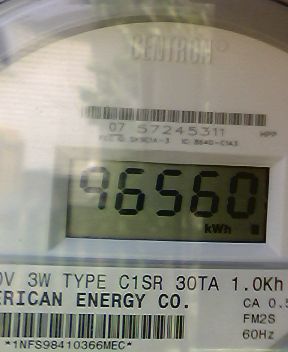 CENTRON
07 57245311 HPP
96560
kWh
0V 3W TYPE C1SR 30TA 1.0Kh
ERICAN ENERGY CO. CA 0.5
FM2S
60Hz
*1NFS98410366MEC*